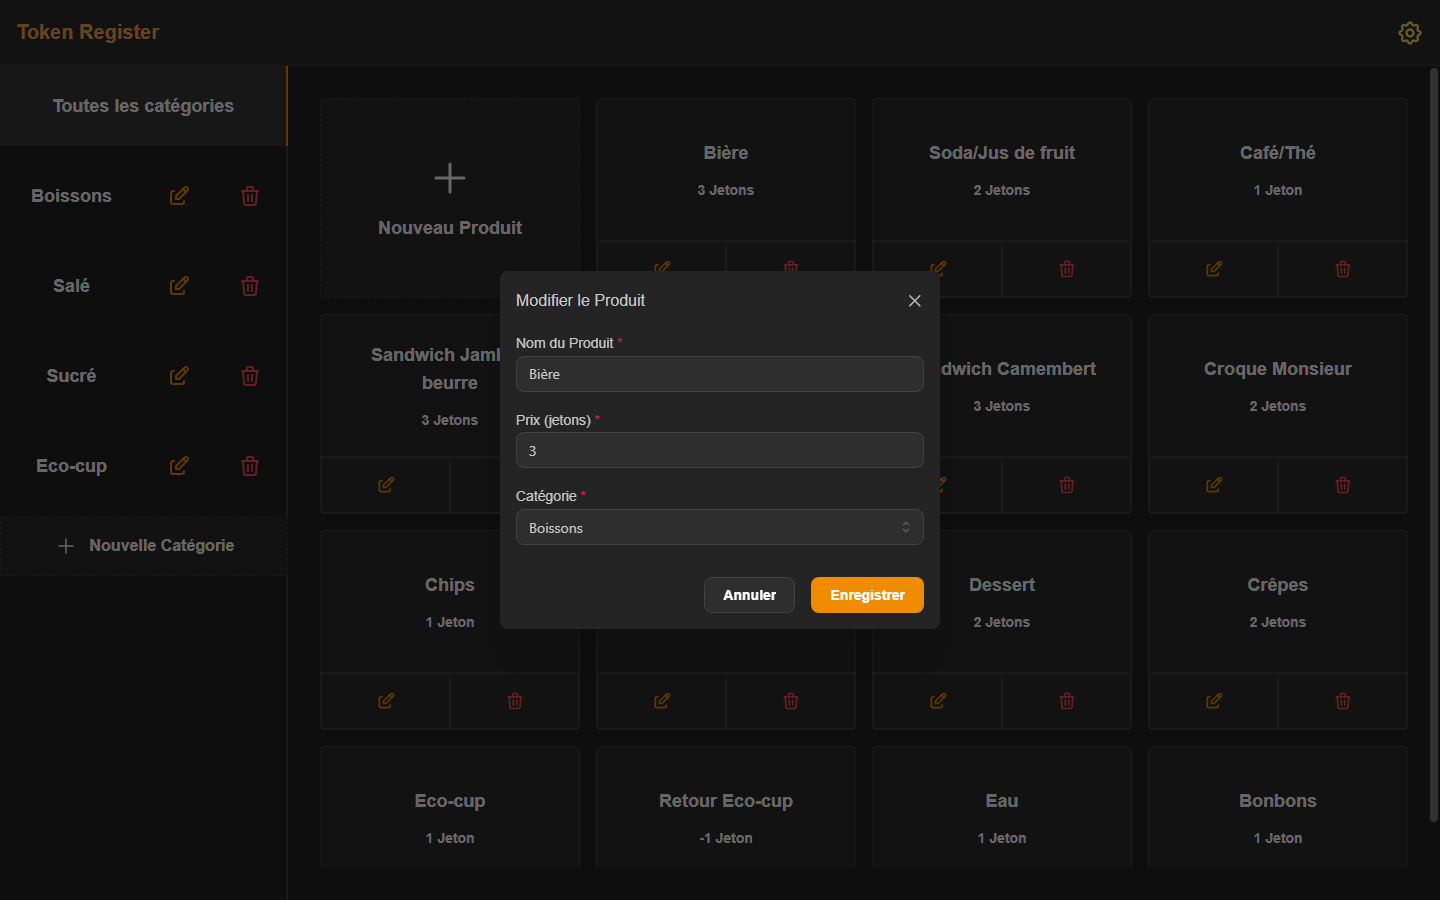 Token Register
Toutes les catégories
Boissons
Salé
Sucré
Eco-cup
Nouvelle Catégorie
Nouveau Produit
Bière
3 Jetons
Soda/Jus de fruit
2 Jetons
Café/Thé
1 Jeton
Sandwich
beurre
3 Jetons
Camembert
3 Jetons
Croque Monsieur
2 Jetons
Chips
1 Jeton
Dessert
2 Jetons
Crêpes
2 Jetons
Eco-cup
1 Jeton
Retour Eco-cup
-1 Jeton
Eau
1 Jeton
Bonbons
1 Jeton
Modifier le Produit
Nom du Produit *
Bière
Prix (jetons) *
3
Catégorie *
Boissons
Annuler
Enregistrer